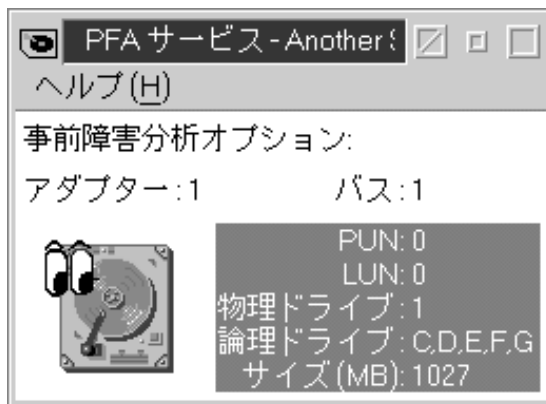 PFA サービス - Another S
ヘルプ(H)
事前障害分析オプション:
アダプター:1 バス:1
PUN: 0
LUN: 0
物理ドライブ:1
論理ドライブ: C,D,E,F,G
サイズ(MB): 1027